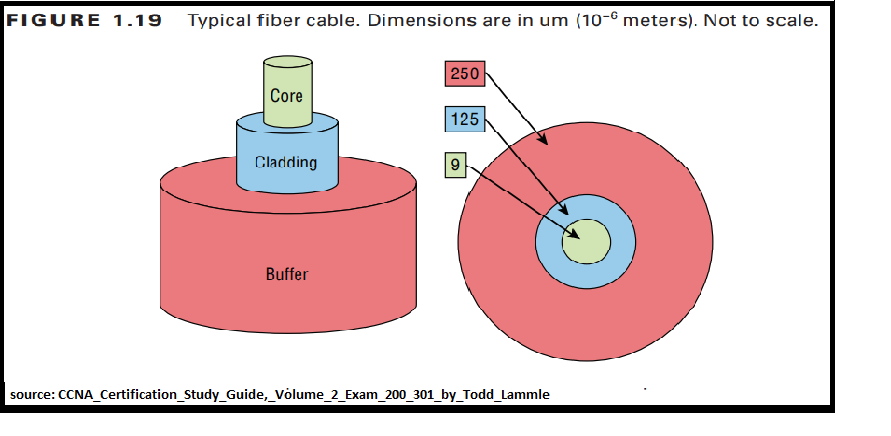 FIGURE 1.19 Typical fiber cable. Dimensions are in um (10⁻⁶ meters). Not to scale.
Core
Cladding
Buffer
250
125
9
source: CCNA_Certification_Study_Guide,_Volume_2_Exam_200_301_by_Todd_Lammle